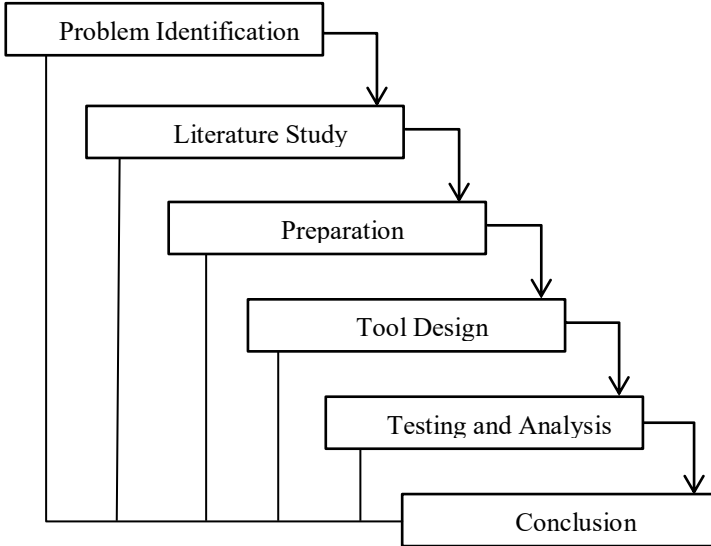 Problem Identification
Literature Study
Preparation
Tool Design
Testing and Analysis
Conclusion